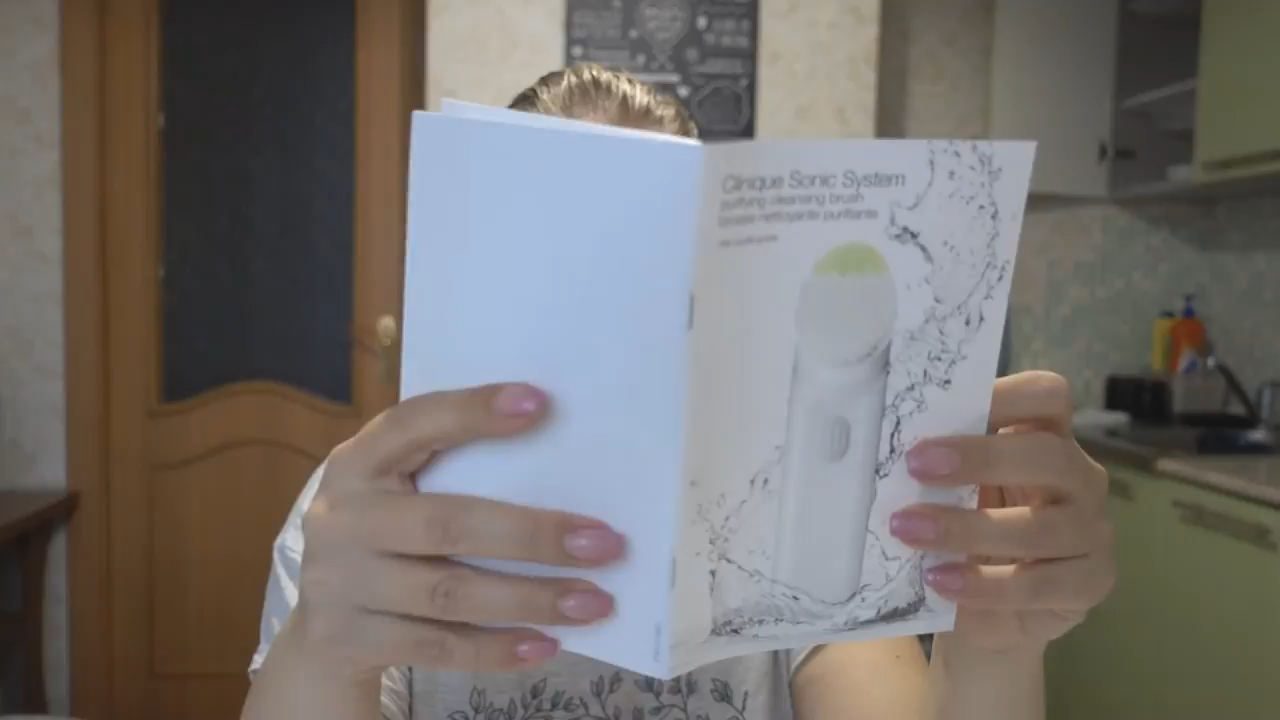 Clinique Sonic System
purifying cleansing brush
brosse nettoyante purifiante